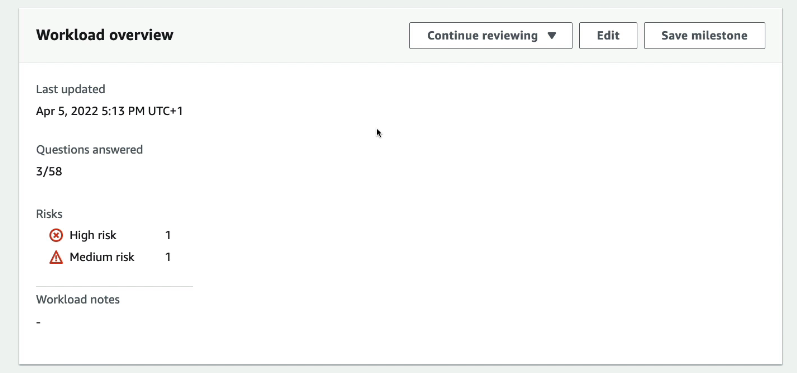 Workload overview
Continue reviewing
Edit
Save milestone
Last updated
Apr 5, 2022 5:13 PM UTC+1
Questions answered
3/58
Risks
High risk 1
Medium risk 1
Workload notes
-